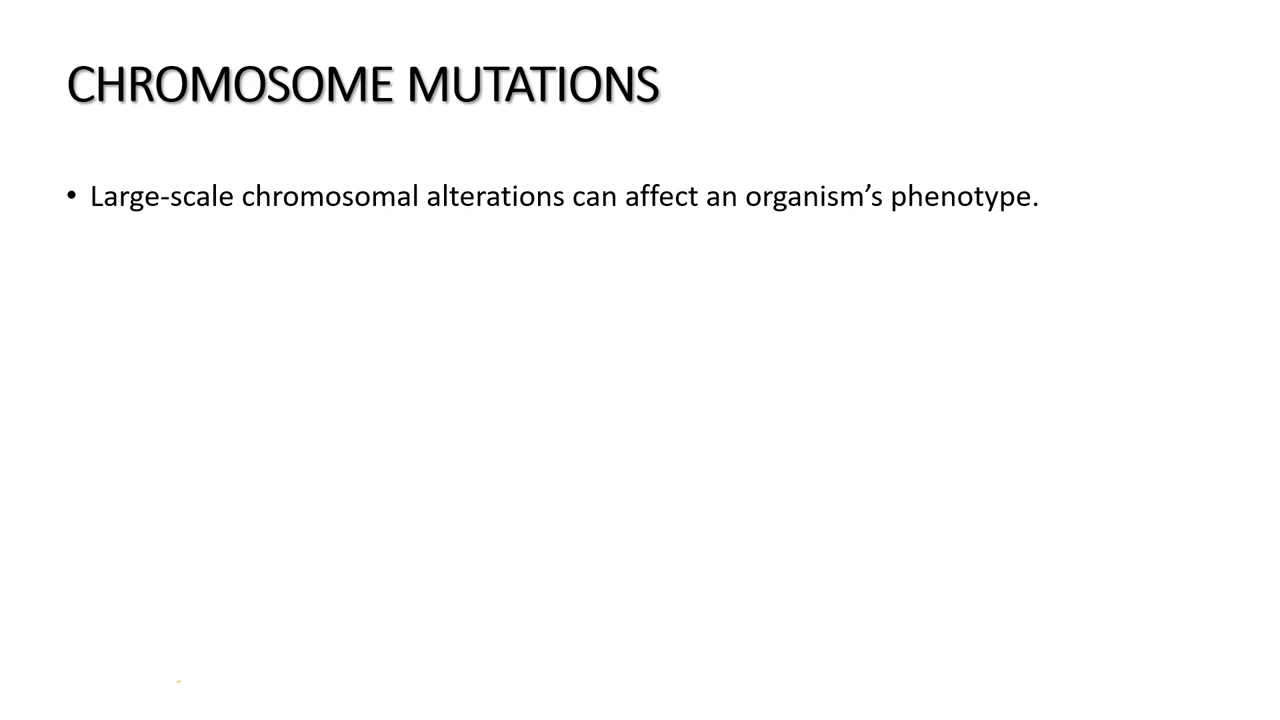 CHROMOSOME MUTATIONS
• Large-scale chromosomal alterations can affect an organism’s phenotype.